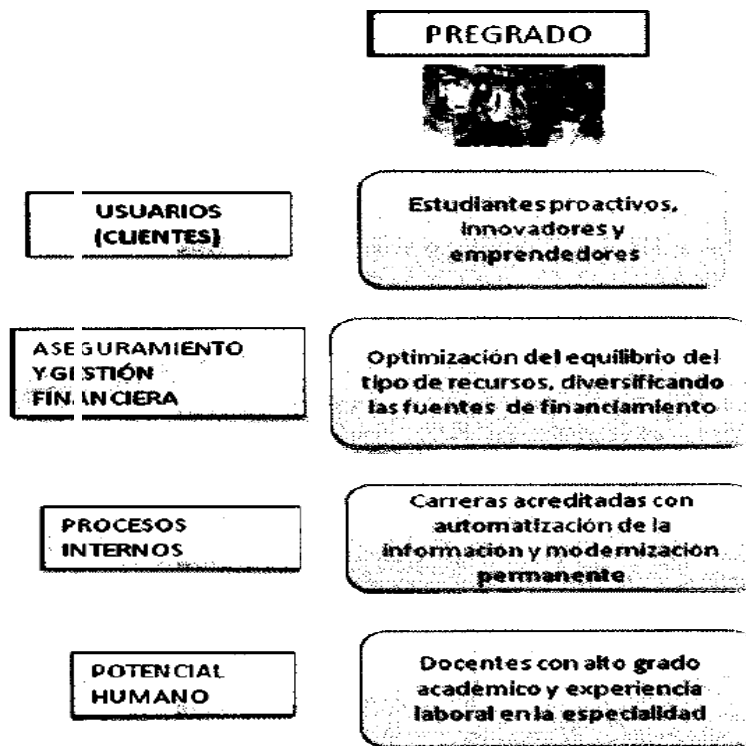 PREGRADO
USUARIOS
(CLIENTES)
Estudiantes proactivos,
innovadores y
emprendedores
ASEGURAMIENTO
Y GESTIÓN
FINANCIERA
Optimización del equilibrio del
tipo de recursos, diversificando
las fuentes de financiamiento
PROCESOS
INTERNOS
Carreras acreditadas con
automatización de la
información y modernización
permanente
POTENCIAL
HUMANO
Docentes con alto grado
académico y experiencia
laboral en la especialidad